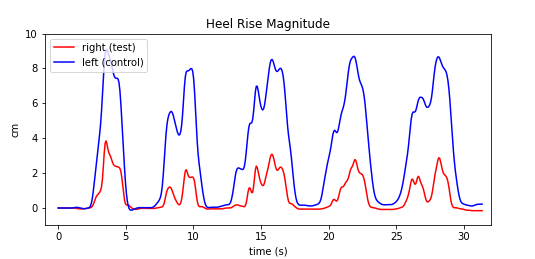 Heel Rise Magnitude
10
right (test)
left (control)
8
6
4
2
0
cm
0 5 10 15 20 25 30
time (s)